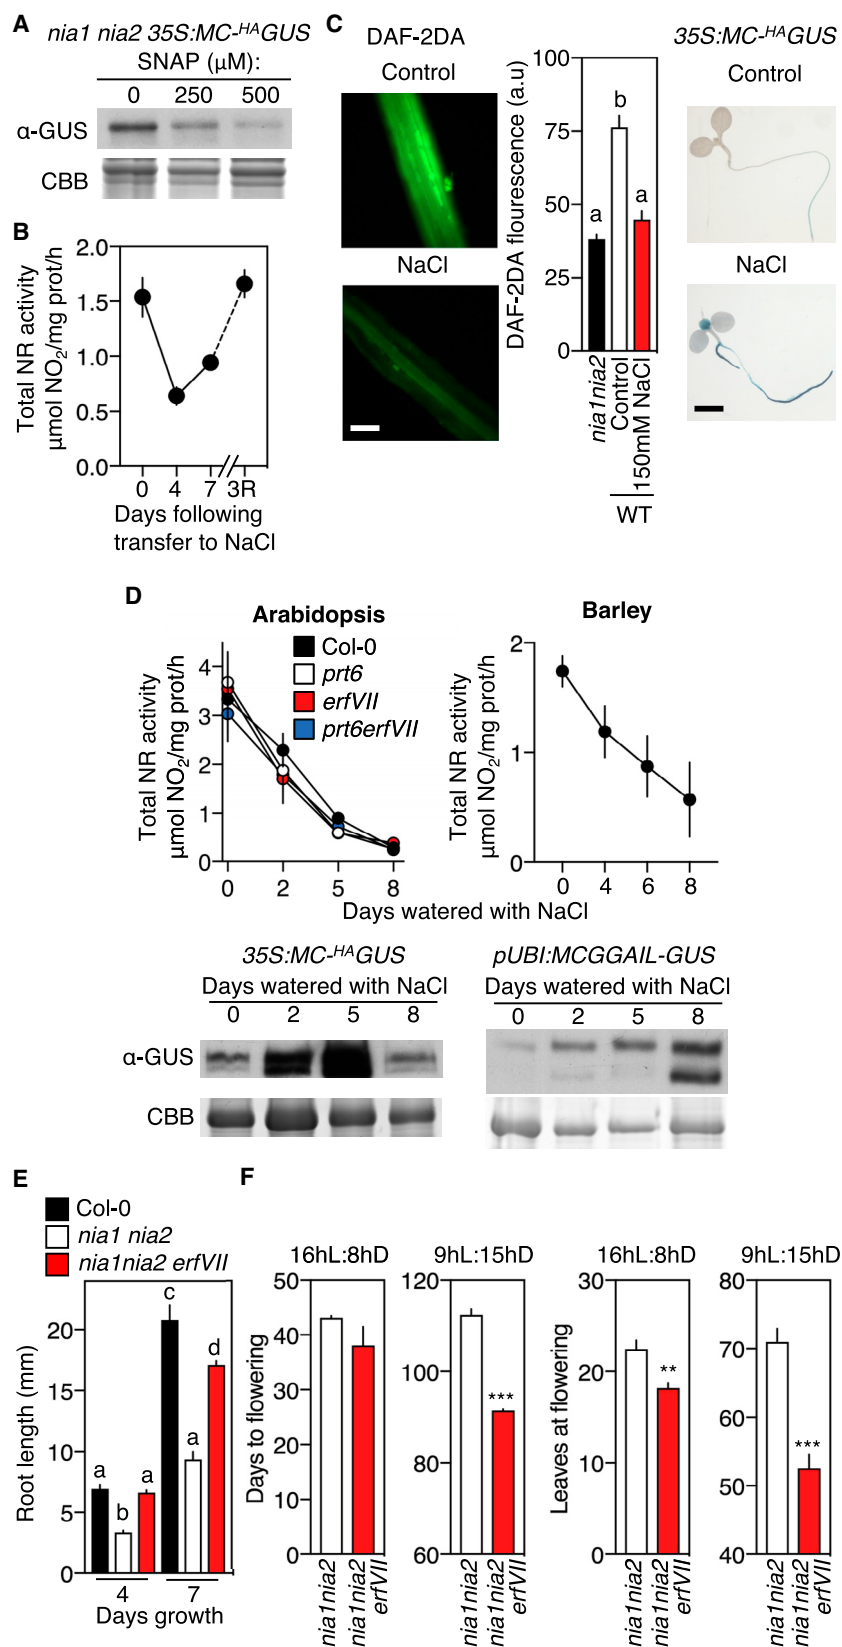 A
nia1 nia2 35S:MC-HAGUS
SNAP (µM):
0 250 500
α-GUS
CBB
B
Total NR activity
µmol NO2/mg prot/h
2.0
1.5
1.0
0.5
0.0
0 4 7 3R
Days following
transfer to NaCl
C
DAF-2DA
Control
NaCl
DAF-2DA flourescence (a.u)
100
75
50
25
0
a
b
a
nia1nia2
Control
150mM NaCl
WT
35S:MC-HAGUS
Control
NaCl
D
Arabidopsis
Col-0
prt6
erfVII
prt6erfVII
Total NR activity
µmol NO2/mg prot/h
4
3
2
1
0
0 2 5 8
Barley
Total NR activity
µmol NO2/mg prot/h
2
1
0
0 4 6 8
Days watered with NaCl
35S:MC-HAGUS
Days watered with NaCl
0 2 5 8
α-GUS
CBB
pUBI:MCGGAIL-GUS
Days watered with NaCl
0 2 5 8
E
Col-0
nia1 nia2
nia1nia2 erfVII
Root length (mm)
20
15
10
5
0
a b a c a d
4 7
Days growth
F
16hL:8hD
Days to flowering
50
40
30
20
10
0
nia1nia2
nia1nia2
erfVII
9hL:15hD
120
100
80
60
***
nia1nia2
nia1nia2
erfVII
16hL:8hD
Leaves at flowering
30
20
10
0
**
nia1nia2
nia1nia2
erfVII
9hL:15hD
80
70
60
50
40
***
nia1nia2
nia1nia2
erfVII